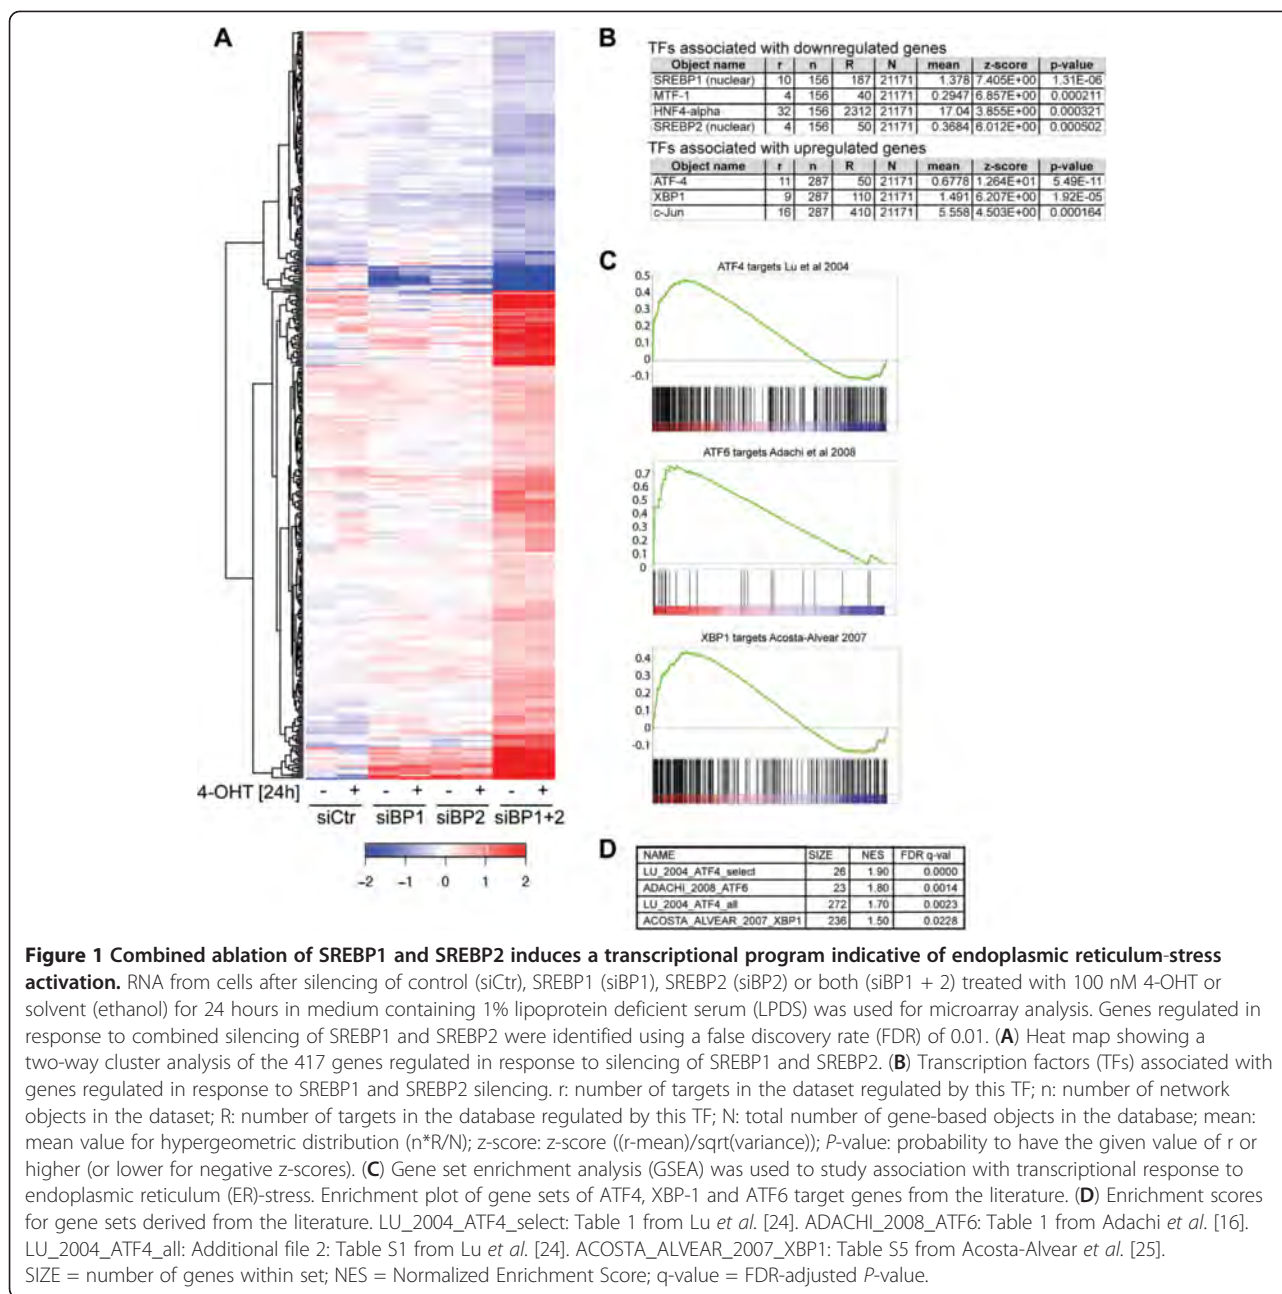 A
4-OHT [24h]
- + - + - + - +
siCtr siBP1 siBP2 siBP1+2
−2 −1 0 1 2
B
TFs associated with downregulated genes
Object name r n R N mean z-score p-value
SREBP1 (nuclear) 10 156 187 21171 1.378 7.405E+00 1.31E-06
MTF-1 4 156 40 21171 0.2947 6.857E+00 0.000211
HNF4-alpha 32 156 2312 21171 17.04 3.855E+00 0.000321
SREBP2 (nuclear) 4 156 50 21171 0.3684 6.012E+00 0.000502
TFs associated with upregulated genes
Object name r n R N mean z-score p-value
ATF-4 11 287 50 21171 0.6778 1.264E+01 5.49E-11
XBP1 9 287 110 21171 1.491 6.207E+00 1.92E-05
c-Jun 16 287 410 21171 5.558 4.503E+00 0.000164
C
ATF4 targets Lu et al 2004
0.5
0.4
0.3
0.2
0.1
0
-0.1
ATF6 targets Adachi et al 2008
0.7
0.6
0.5
0.4
0.3
0.2
0.1
0
XBP1 targets Acosta-Alvear 2007
0.4
0.3
0.2
0.1
0
-0.1
D
NAME SIZE NES FDR q-val
LU_2004_ATF4_select 26 1.90 0.0000
ADACHI_2008_ATF6 23 1.80 0.0014
LU_2004_ATF4_all 272 1.70 0.0023
ACOSTA_ALVEAR_2007_XBP1 236 1.50 0.0228
Figure 1 Combined ablation of SREBP1 and SREBP2 induces a transcriptional program indicative of endoplasmic reticulum-stress
activation. RNA from cells after silencing of control (siCtr), SREBP1 (siBP1), SREBP2 (siBP2) or both (siBP1 + 2) treated with 100 nM 4-OHT or
solvent (ethanol) for 24 hours in medium containing 1% lipoprotein deficient serum (LPDS) was used for microarray analysis. Genes regulated in
response to combined silencing of SREBP1 and SREBP2 were identified using a false discovery rate (FDR) of 0.01. (A) Heat map showing a
two-way cluster analysis of the 417 genes regulated in response to silencing of SREBP1 and SREBP2. (B) Transcription factors (TFs) associated with
genes regulated in response to SREBP1 and SREBP2 silencing. r: number of targets in the dataset regulated by this TF; n: number of network
objects in the dataset; R: number of targets in the database regulated by this TF; N: total number of gene-based objects in the database; mean:
mean value for hypergeometric distribution (n*R/N); z-score: z-score ((r-mean)/sqrt(variance)); P-value: probability to have the given value of r or
higher (or lower for negative z-scores). (C) Gene set enrichment analysis (GSEA) was used to study association with transcriptional response to
endoplasmic reticulum (ER)-stress. Enrichment plot of gene sets of ATF4, XBP-1 and ATF6 target genes from the literature. (D) Enrichment scores
for gene sets derived from the literature. LU_2004_ATF4_select: Table 1 from Lu et al. [24]. ADACHI_2008_ATF6: Table 1 from Adachi et al. [16].
LU_2004_ATF4_all: Additional file 2: Table S1 from Lu et al. [24]. ACOSTA_ALVEAR_2007_XBP1: Table S5 from Acosta-Alvear et al. [25].
SIZE = number of genes within set; NES = Normalized Enrichment Score; q-value = FDR-adjusted P-value.